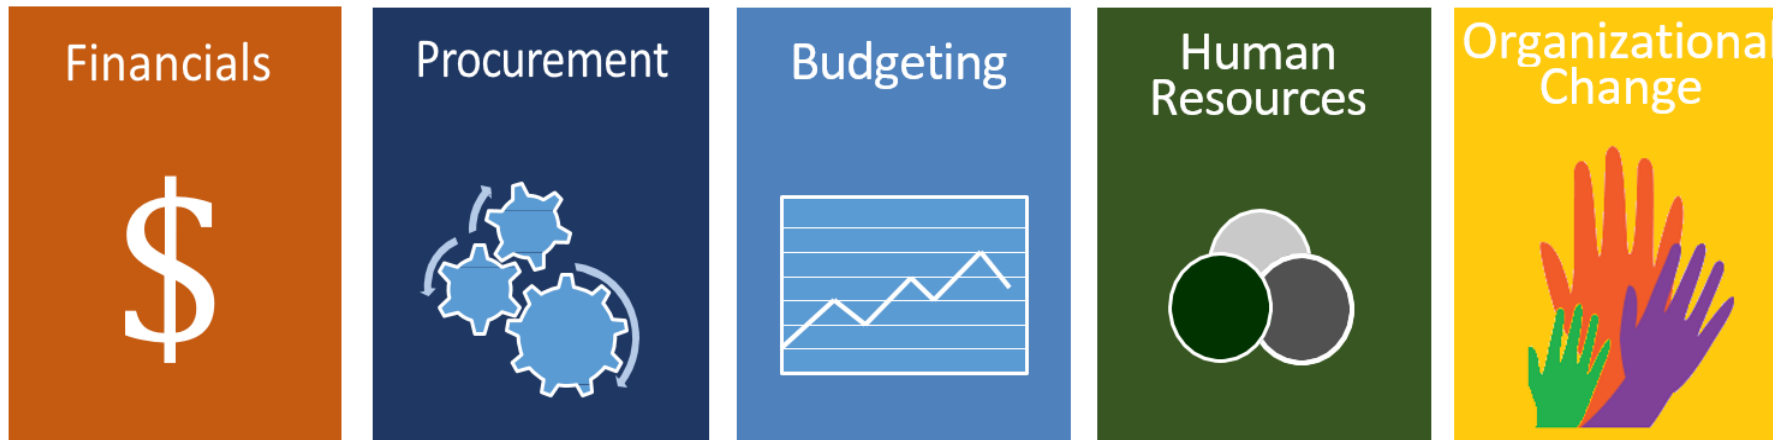 Financials
Procurement
Budgeting
Human
Resources
Organizational
Change
$